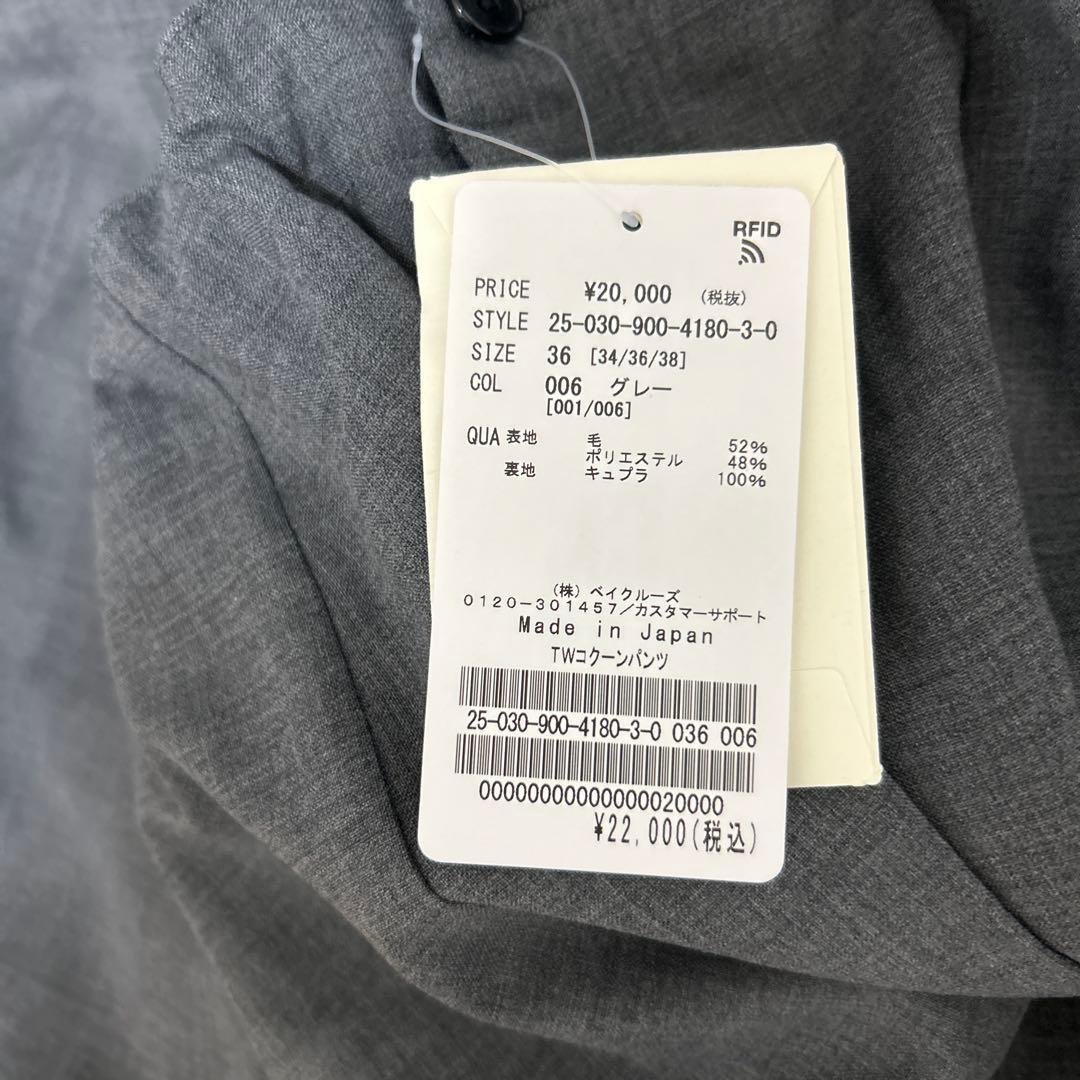 RFID
PRICE ¥20,000 (税抜)
STYLE 25-030-900-4180-3-0
SIZE 36 [34/36/38]
COL 006 グレー
[001/006]
QUA 表地 毛 52%
ポリエステル 48%
裏地 キュプラ 100%
(株)ベイクルーズ
0120-301457/カスタマーサポート
Made in Japan
TWコクーンパンツ
25-030-900-4180-3-0 036 006
00000000000000020000
¥22,000(税込)